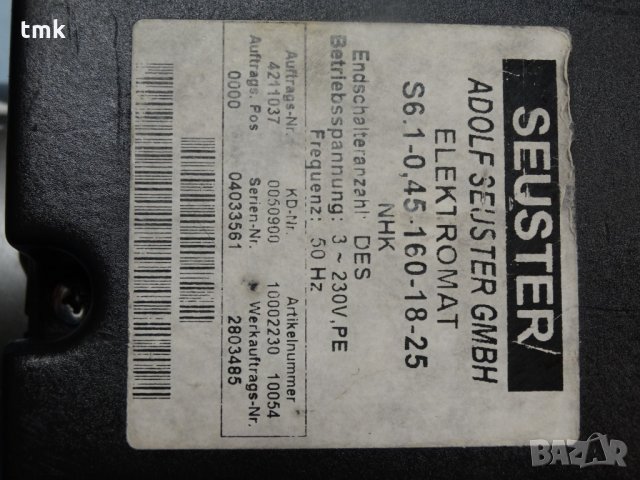 tmk
SEUSTER
ADOLF SEUSTER GMBH
ELEKTROMAT
S6.1-0,45.160-18-25
NHK
Endschalteranzahl: DES
Betriebsspannung: 3 ~ 230V,PE
Frequenz: 50 Hz
Auftrags-Nr. KD-Nr. Artikelnummer
4211037 0050900 10002230 10054
Auftrags.Pos Serien-Nr. Werkauftrags-Nr.
0000 04033561 2803485
BAZAR